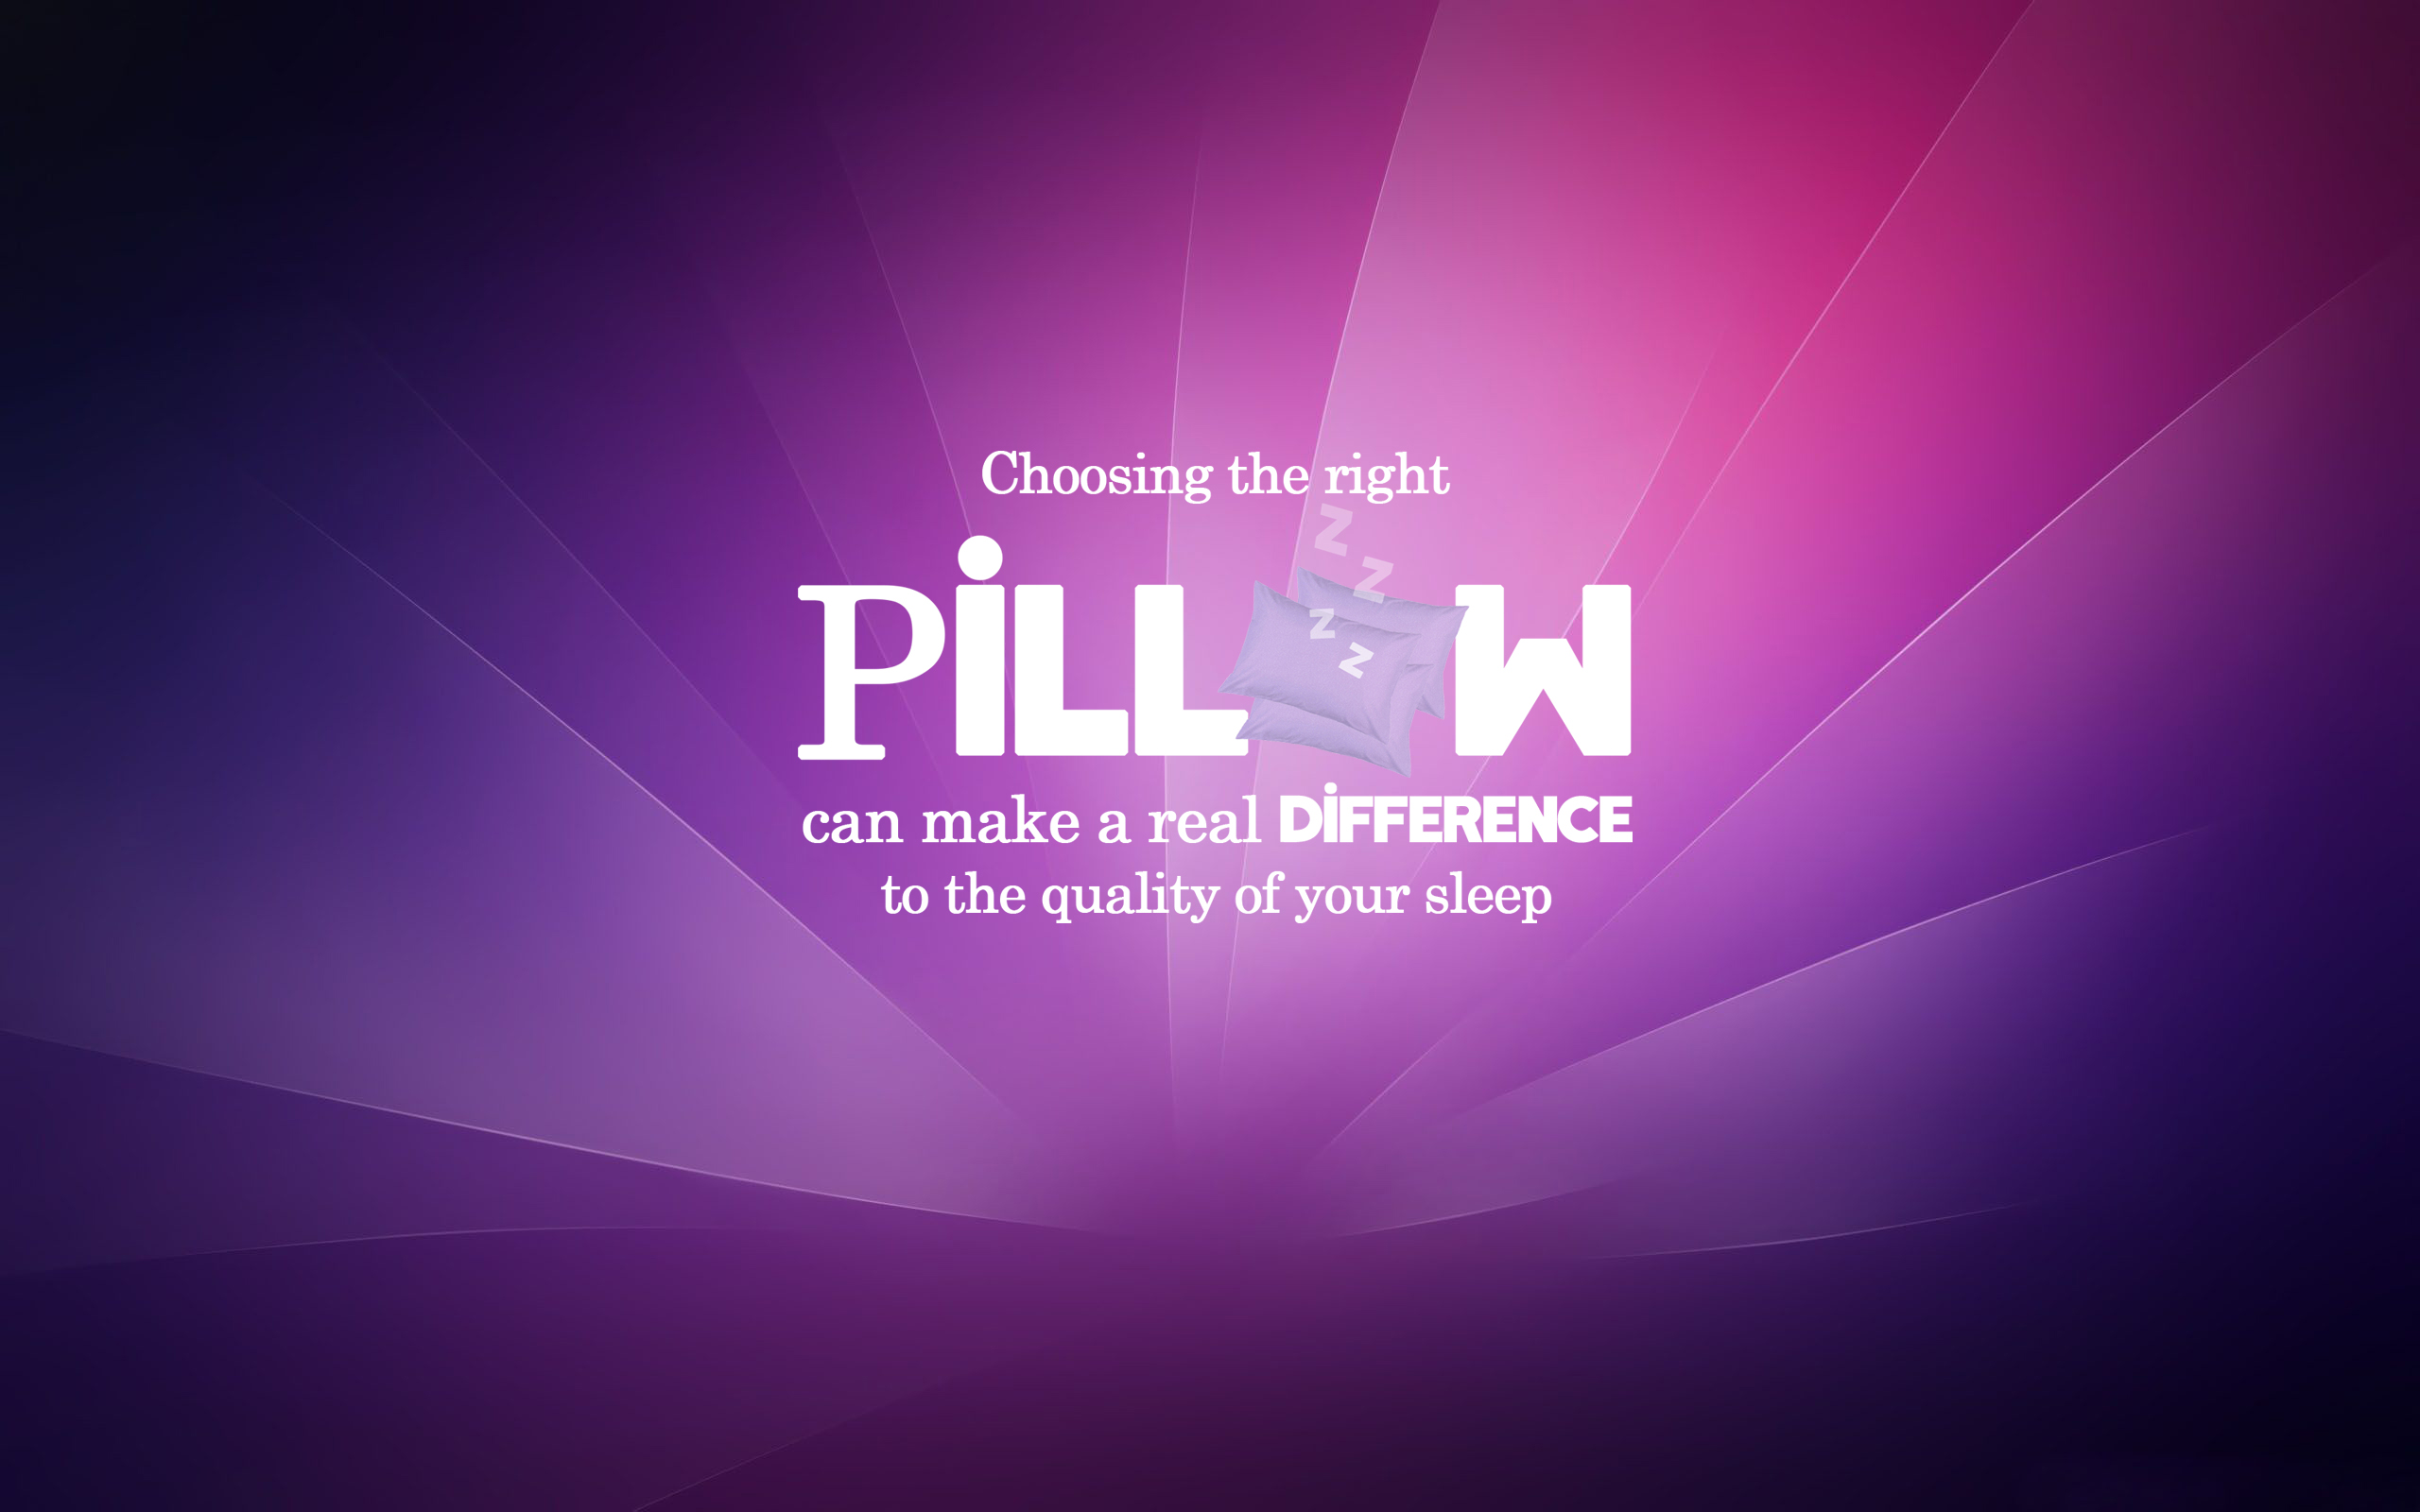 Choosing the right
PiLLOW
can make a real DiFFERENCE
to the quality of your sleep
z
z
z
z